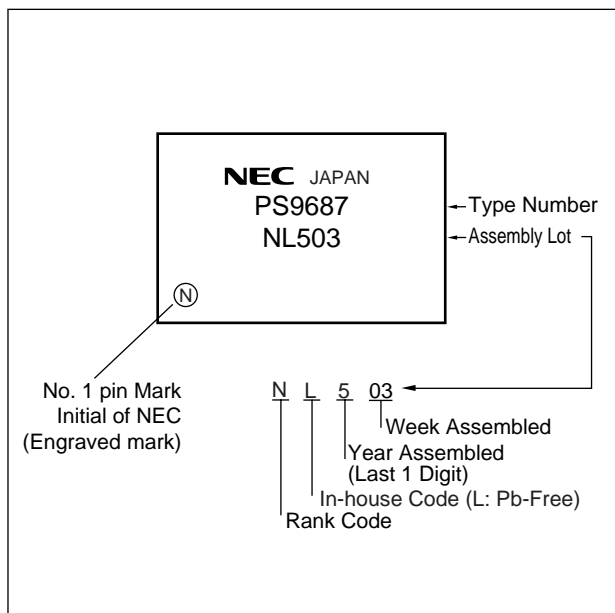 NEC JAPAN
PS9687
NL503
Type Number
Assembly Lot
N
No. 1 pin Mark
Initial of NEC
(Engraved mark)
N L 5 03
Week Assembled
Year Assembled
(Last 1 Digit)
In-house Code (L: Pb-Free)
Rank Code